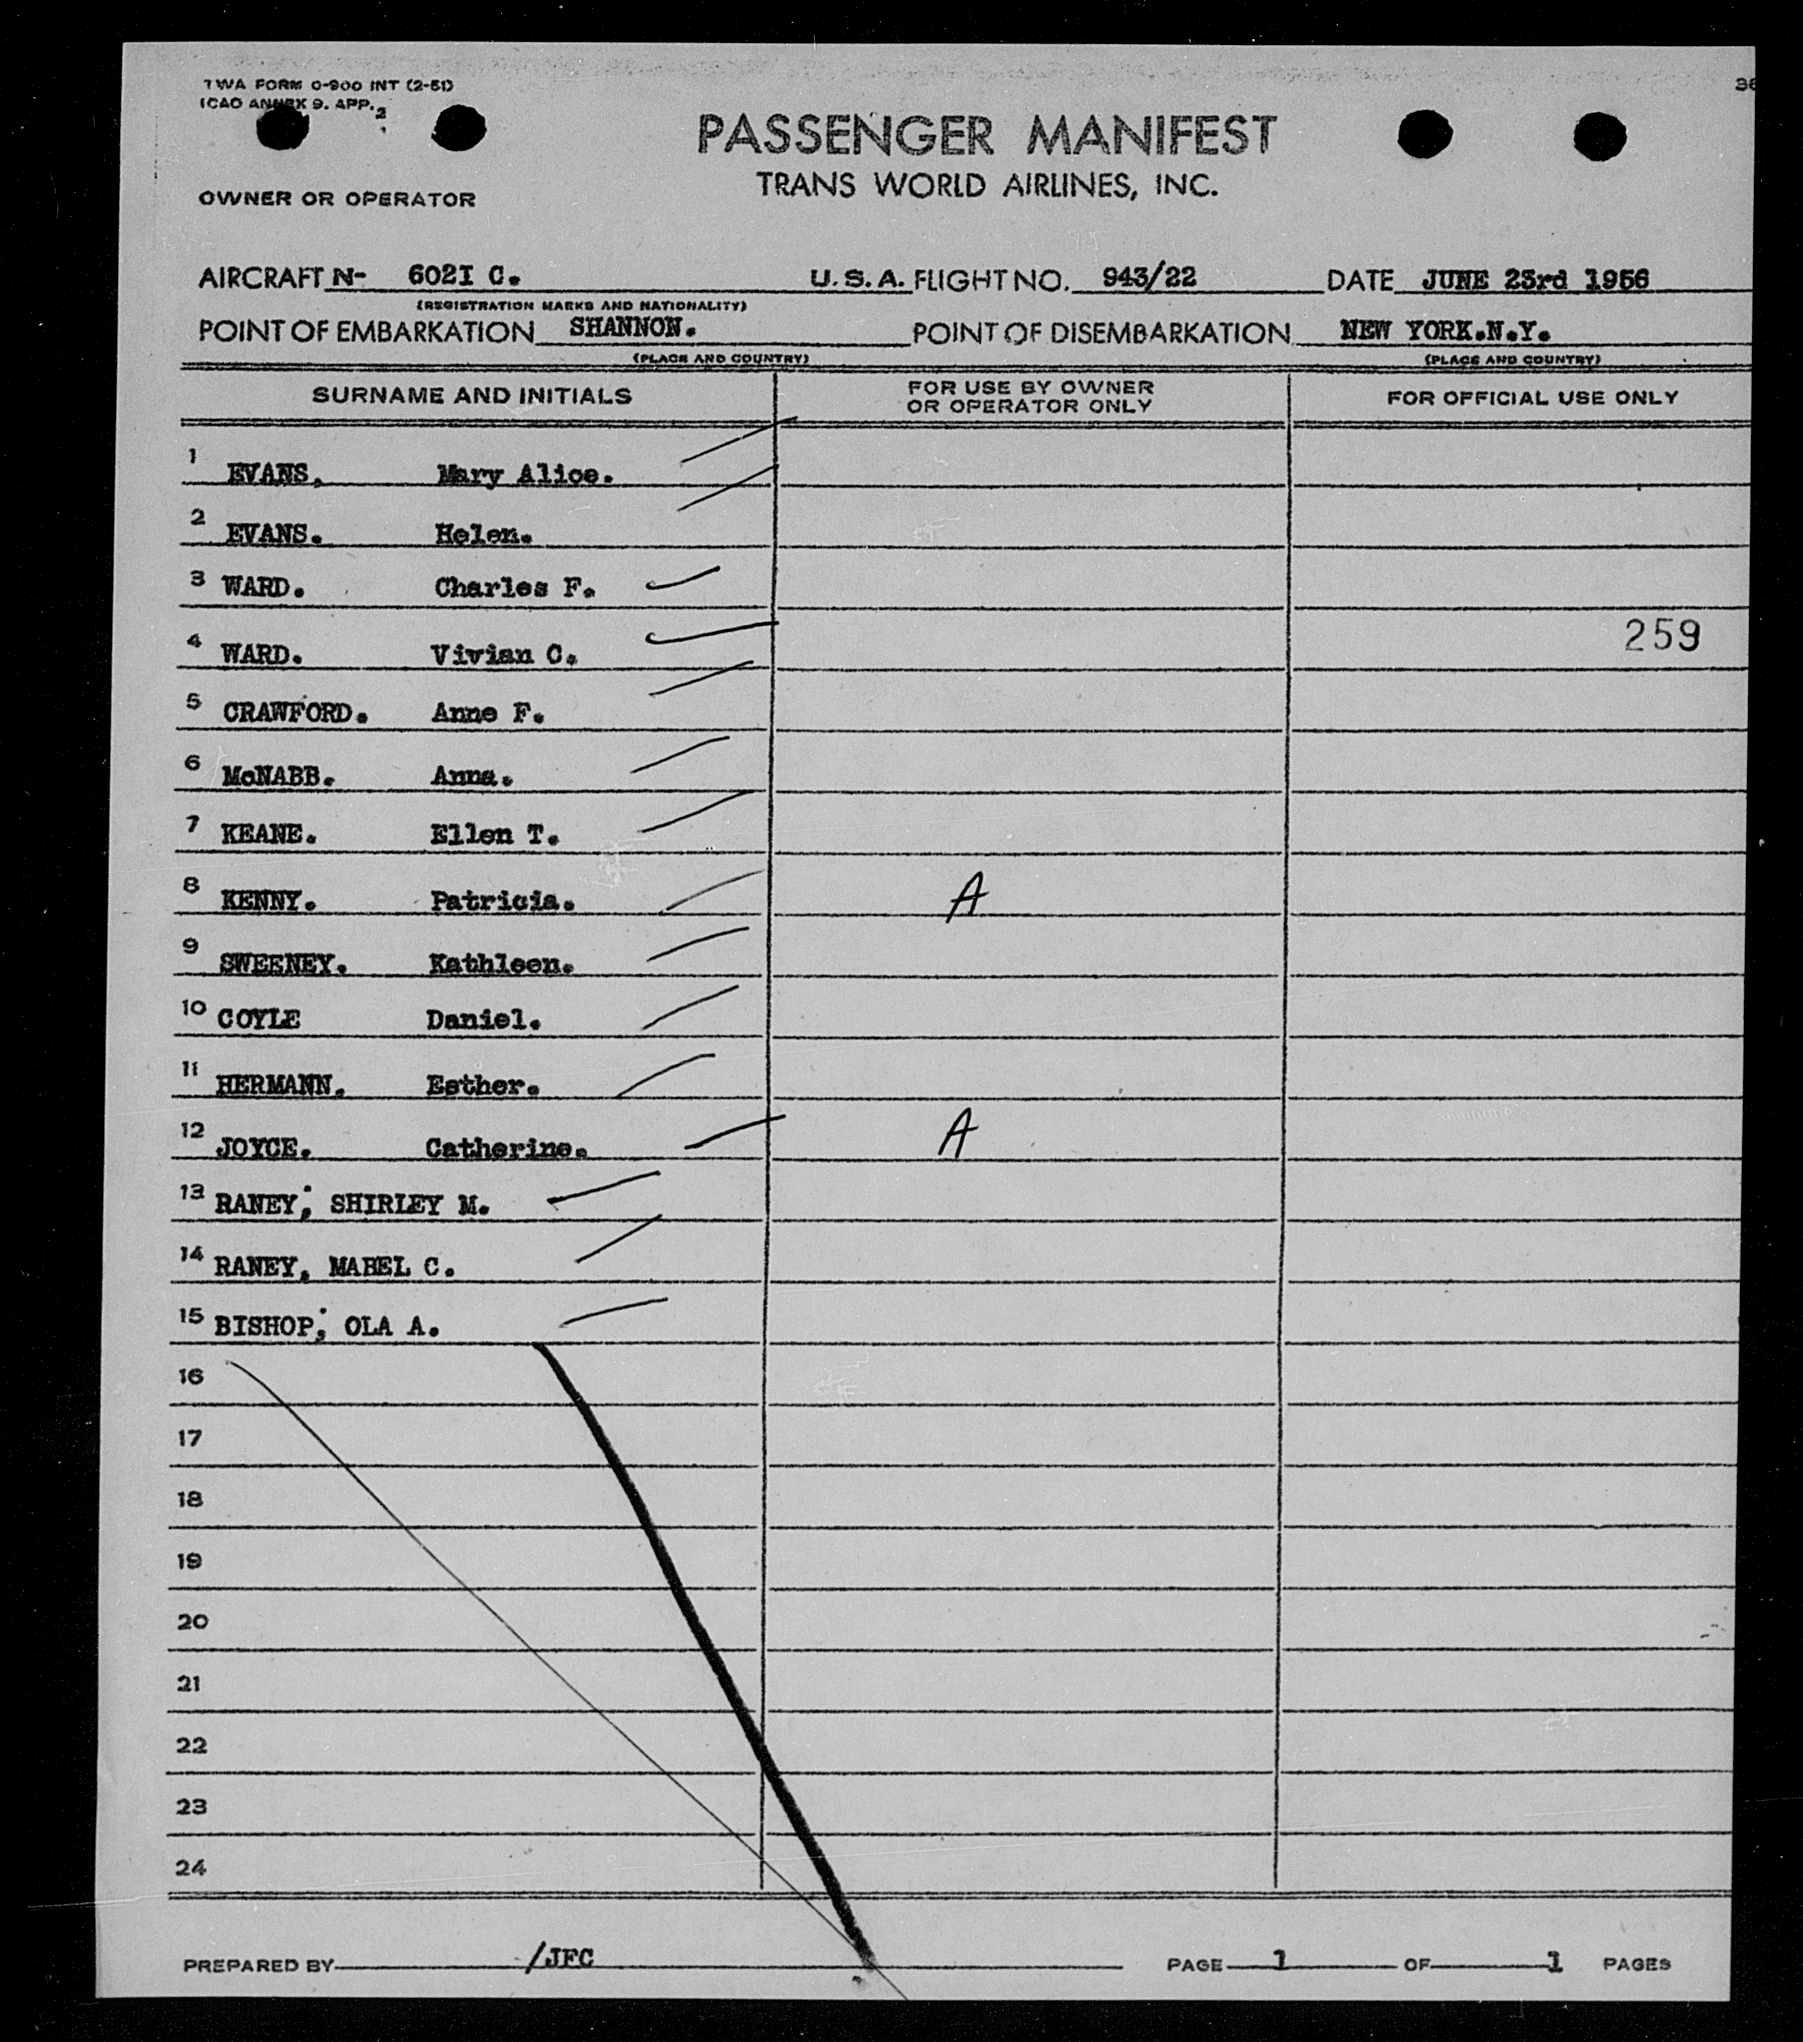 TWA FORM 0-900 INT (2-51)
ICAO ANNEX 9. APP. 2
PASSENGER MANIFEST
TRANS WORLD AIRLINES, INC.
OWNER OR OPERATOR
AIRCRAFT N- 602I C. U.S.A. FLIGHT NO. 943/22 DATE JUNE 23rd 1956
(REGISTRATION MARKS AND NATIONALITY)
POINT OF EMBARKATION SHANNON. POINT OF DISEMBARKATION NEW YORK.N.Y.
(PLACE AND COUNTRY) (PLACE AND COUNTRY)
SURNAME AND INITIALS FOR USE BY OWNER OR OPERATOR ONLY FOR OFFICIAL USE ONLY
1 EVANS, Mary Alice.
2 EVANS. Helen.
3 WARD. Charles F.
4 WARD. Vivian C. 259
5 CRAWFORD. Anne F.
6 McNABB. Anna.
7 KEANE. Ellen T.
8 KENNY. Patricia. A
9 SWEENEY. Kathleen.
10 COYLE Daniel.
11 HERMANN. Esther.
12 JOYCE. Catherine. A
13 RANEY; SHIRLEY M.
14 RANEY, MABEL C.
15 BISHOP; OLA A.
16
17
18
19
20
21
22
23
24
PREPARED BY /JFC PAGE 1 OF 1 PAGES